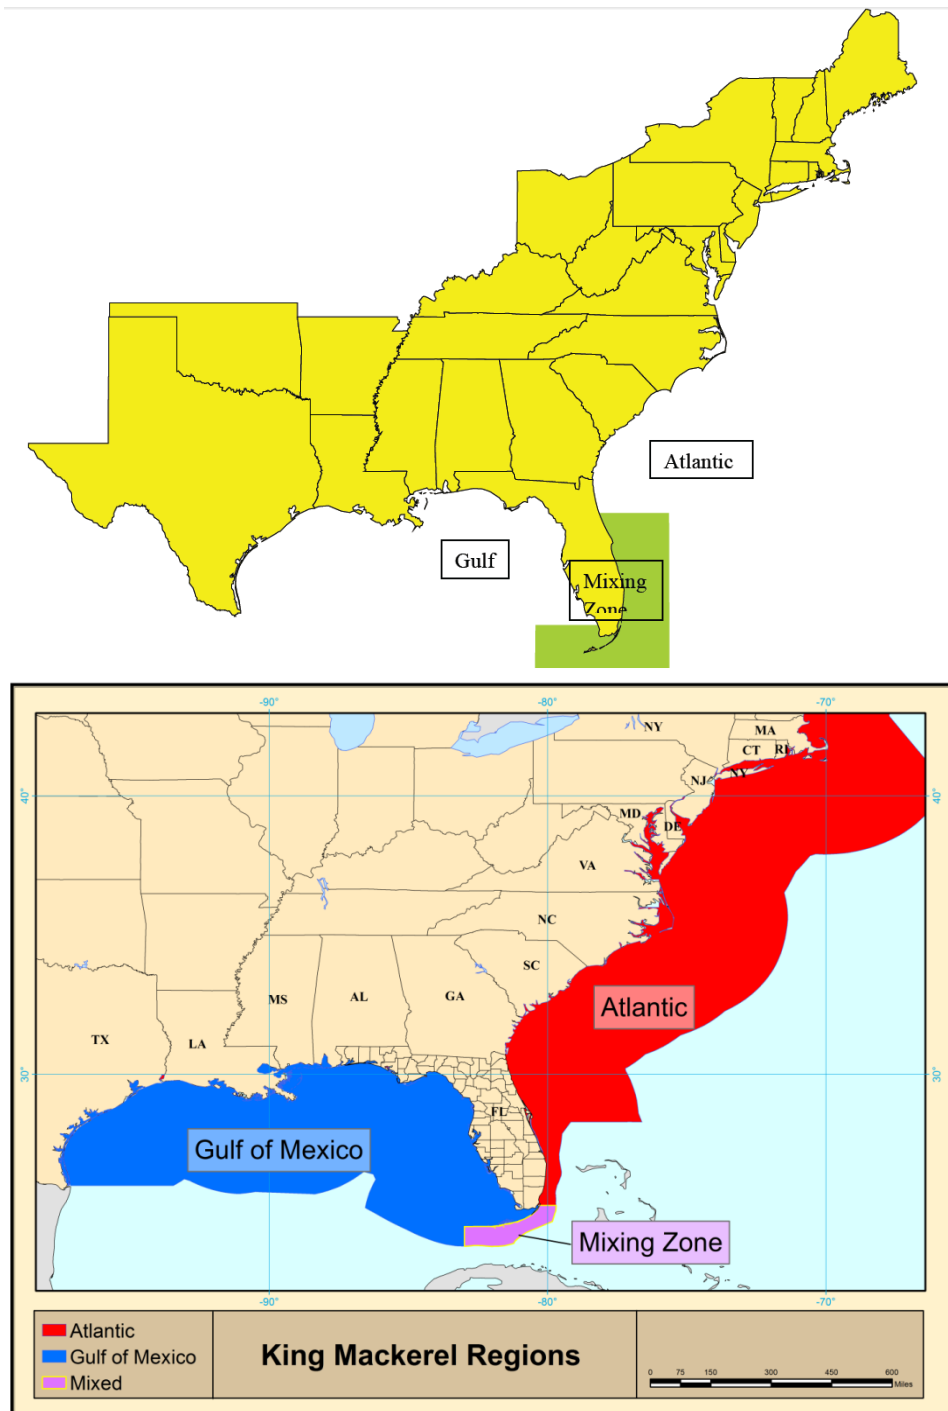 Atlantic
Gulf
Mixing
Zone
-90°
-80°
-70°
NY
MA
CT
RI
NJ
NY
40°
40°
MD
DE
VA
NC
SC
MS
AL
GA
Atlantic
TX
LA
30°
30°
FL
Gulf of Mexico
Mixing Zone
-90°
-80°
-70°
Atlantic
Gulf of Mexico
Mixed
King Mackerel Regions
0 75 150 300 450 600
Miles